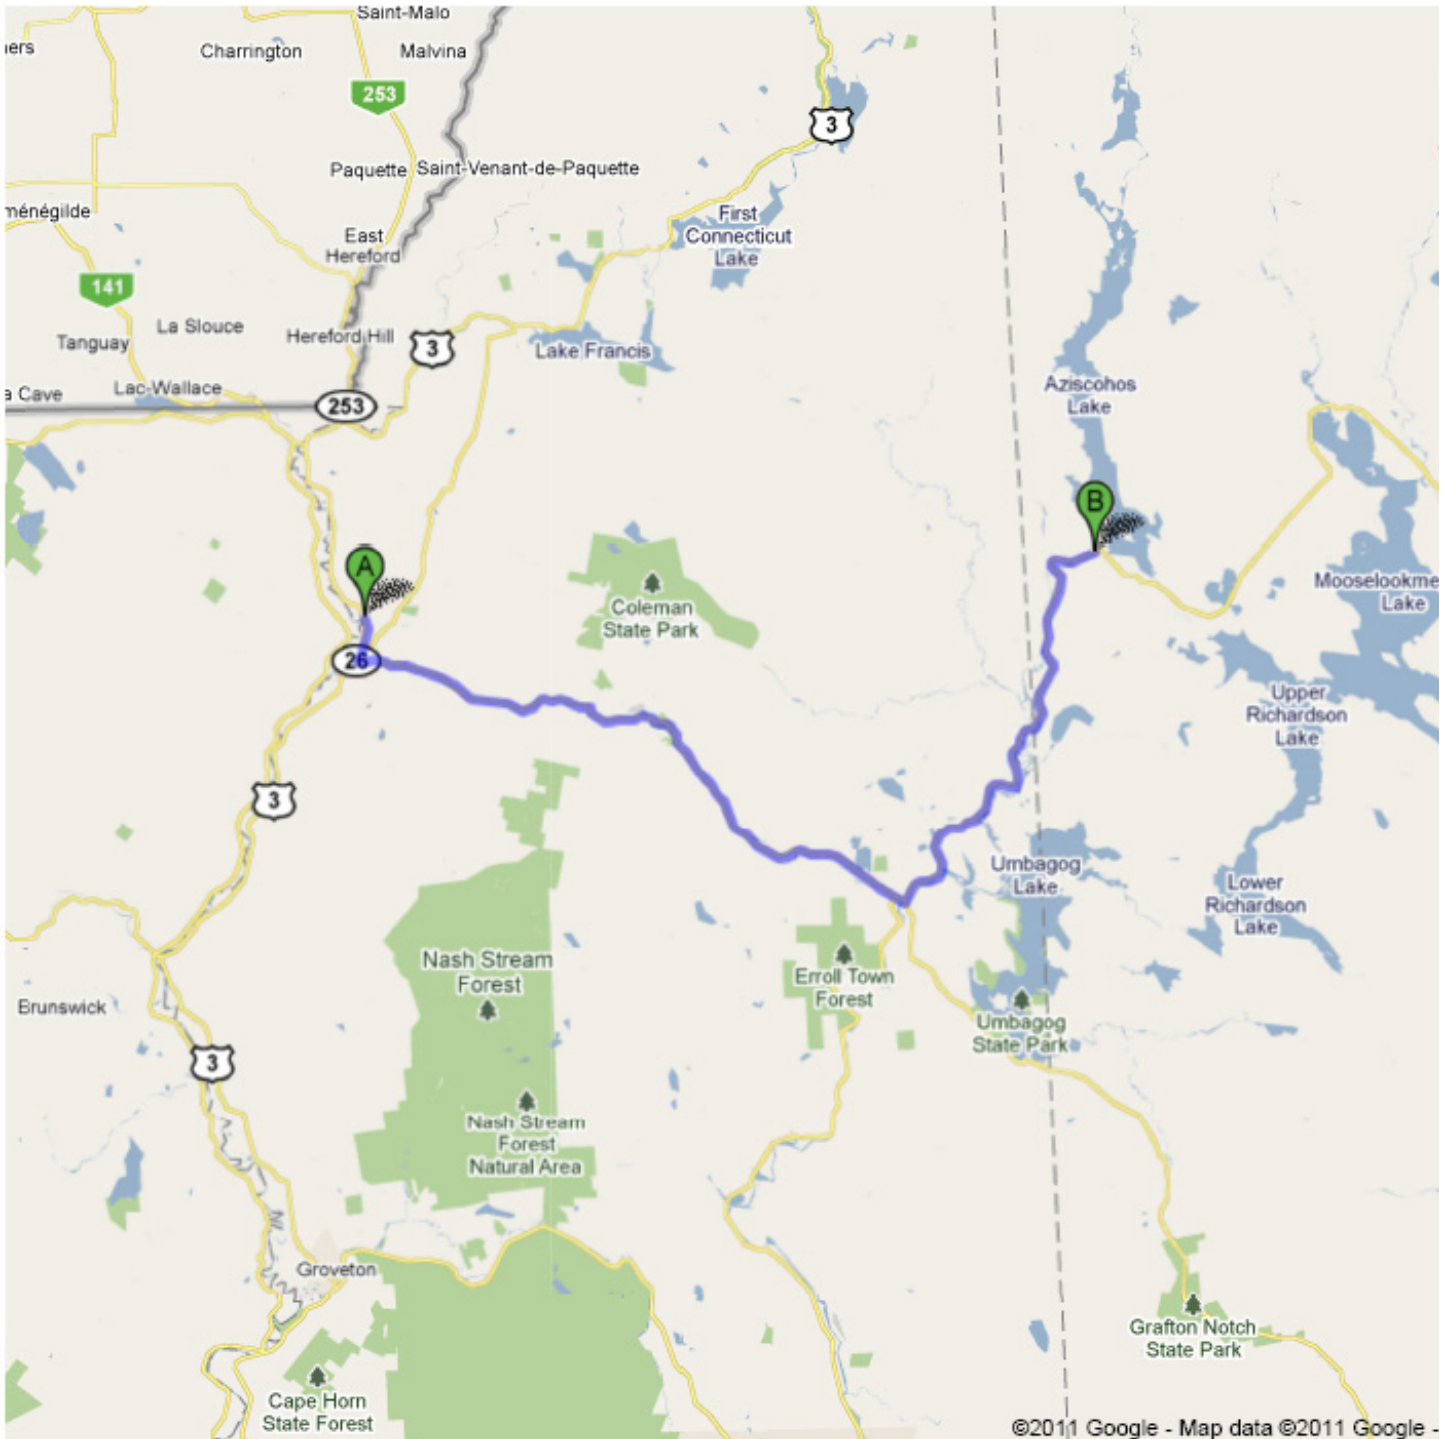 Saint-Malo
Charrington
Malvina
253
3
Paquette
Saint-Venant-de-Paquette
East
Hereford
First
Connecticut
Lake
141
La Slouce
Tanguay
Hereford Hill
3
Lake Francis
Lac-Wallace
Cave
253
Aziscohos
Lake
B
A
Coleman
State Park
Mooselookme
Lake
26
Upper
Richardson
Lake
3
Umbagog
Lake
Lower
Richardson
Lake
Nash Stream
Forest
Erroll Town
Forest
Brunswick
Umbagog
State Park
3
Nash Stream
Forest
Natural Area
Groveton
Grafton Notch
State Park
Cape Horn
State Forest
©2011 Google - Map data ©2011 Google -